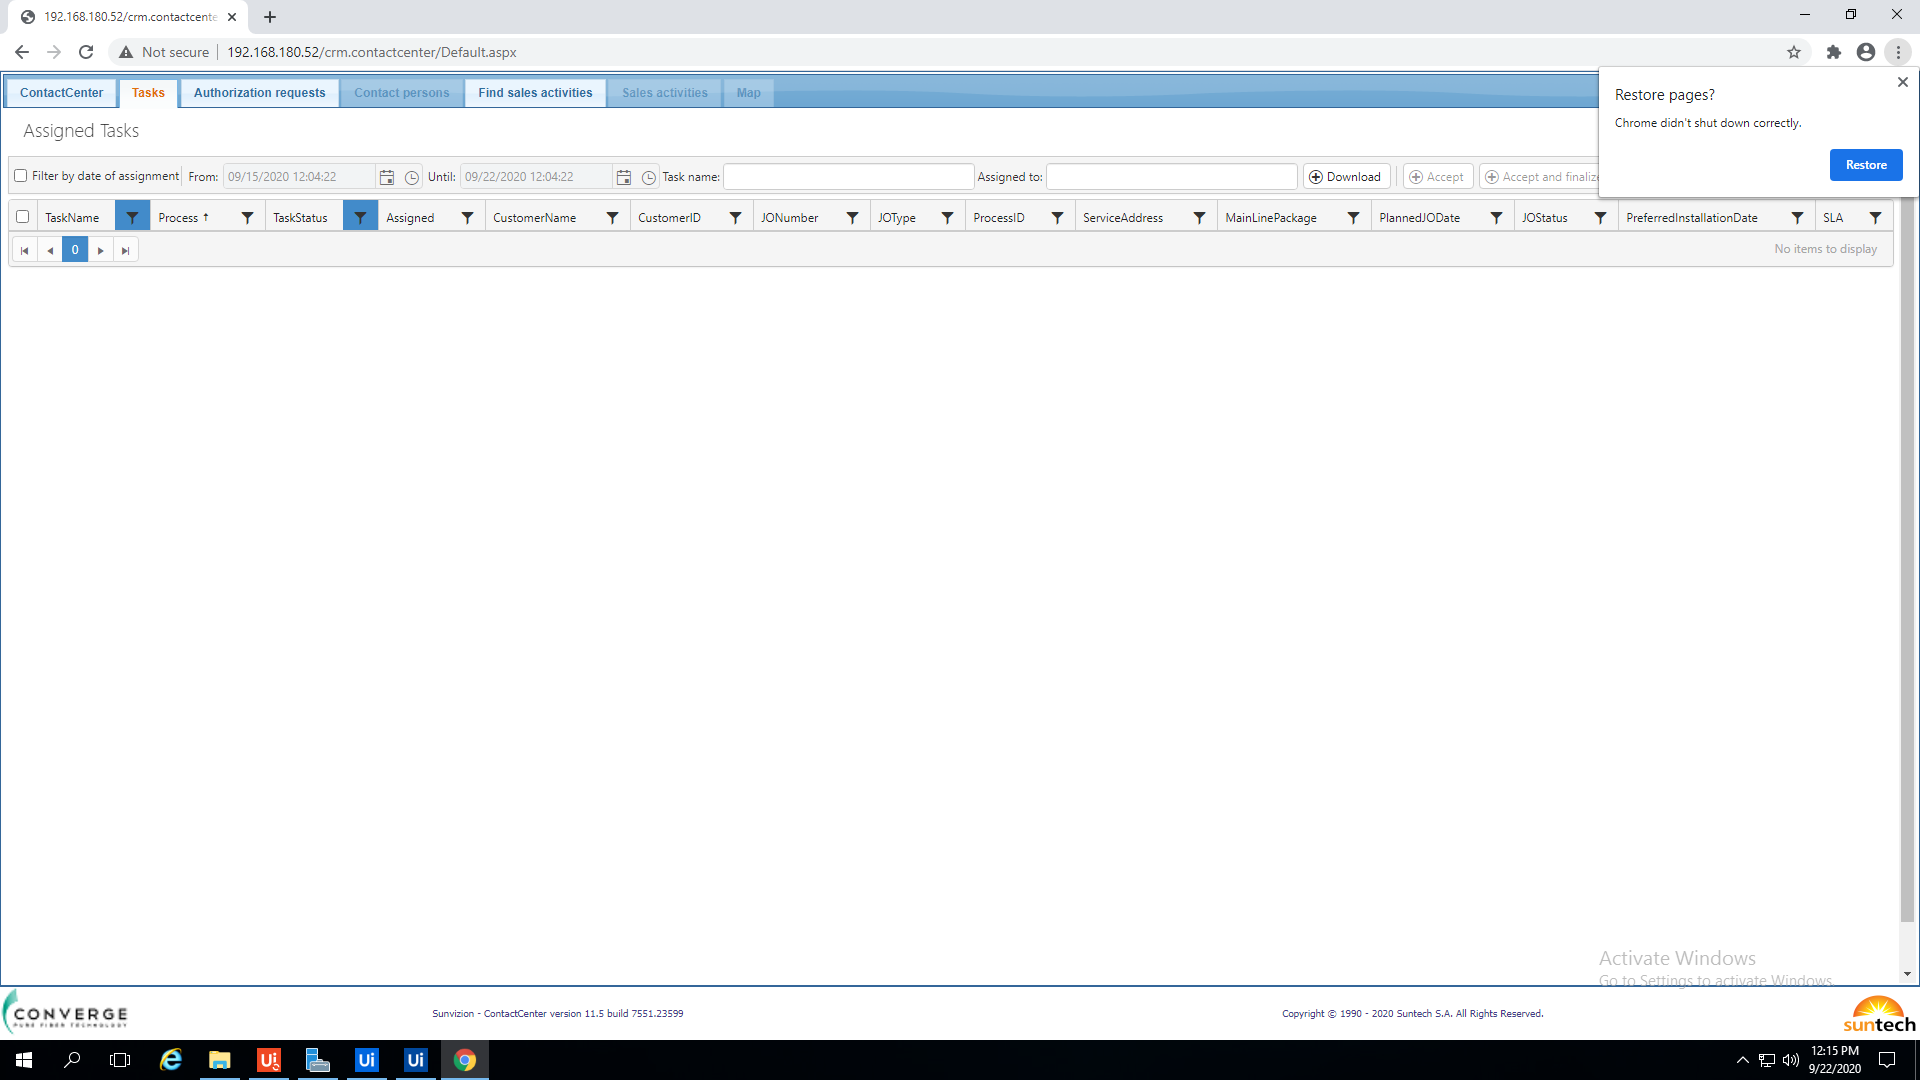 192.168.180.52/crm.contactcente
Not secure
192.168.180.52/crm.contactcenter/Default.aspx
ContactCenter
Tasks
Authorization requests
Contact persons
Find sales activities
Sales activities
Map
Restore pages?
Chrome didn't shut down correctly.
Restore
Assigned Tasks
Filter by date of assignment
From:
09/15/2020 12:04:22
Until:
09/22/2020 12:04:22
Task name:
Assigned to:
Download
Accept
Accept and finalize
TaskName
Process
TaskStatus
Assigned
CustomerName
CustomerID
JONumber
JOType
ProcessID
ServiceAddress
MainLinePackage
PlannedJODate
JOStatus
PreferredInstallationDate
SLA
0
No items to display
Activate Windows
Go to Settings to activate Windows.
CONVERGE
PURE FIBER TECHNOLOGY
Sunvizion - ContactCenter version 11.5 build 7551.23599
Copyright © 1990 - 2020 Suntech S.A. All Rights Reserved.
suntech
Ui
Ui
Ui
12:15 PM
9/22/2020